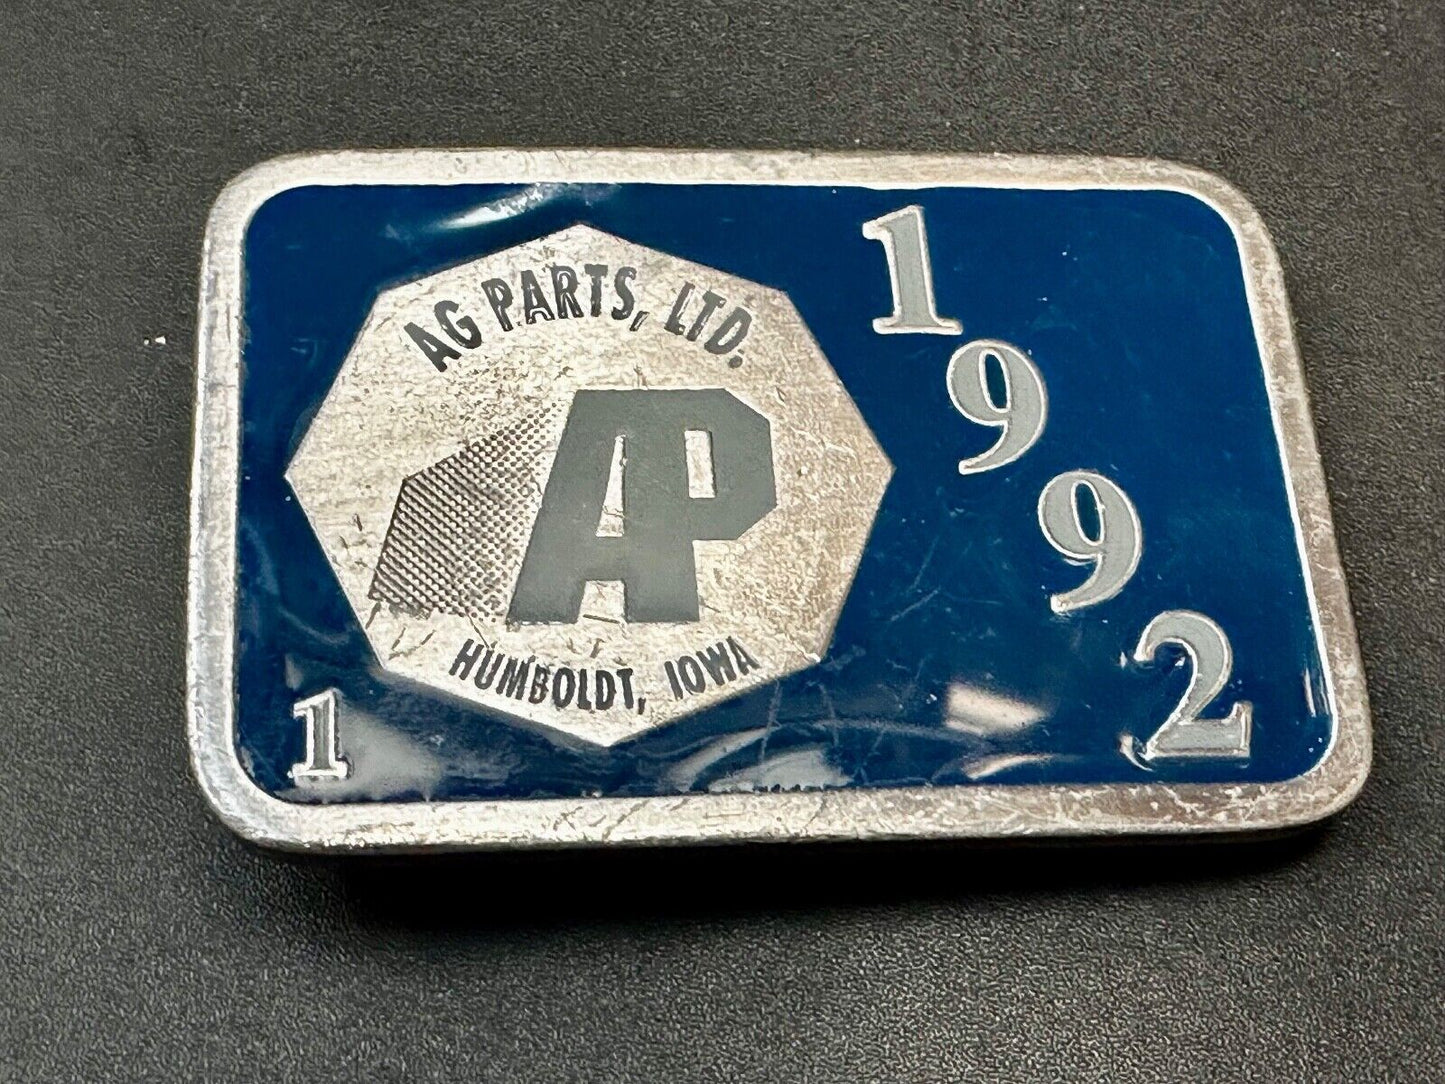 AG PARTS, LTD.
AP
HUMBOLDT, IOWA
1
1992